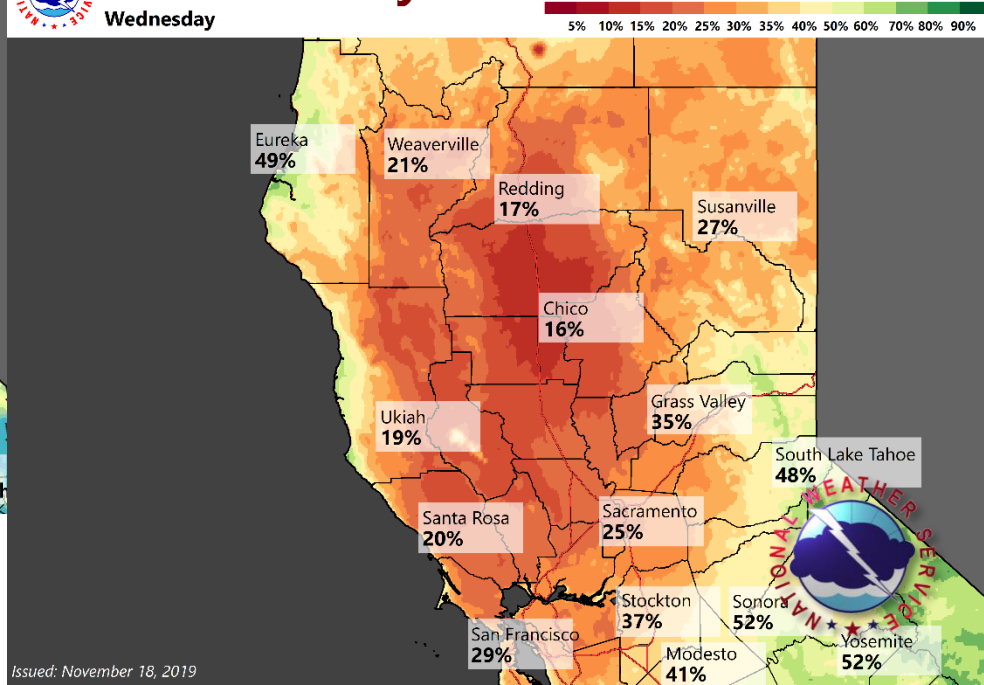 Wednesday
5% 10% 15% 20% 25% 30% 35% 40% 50% 60% 70% 80% 90%
Eureka
49%
Weaverville
21%
Redding
17%
Susanville
27%
Chico
16%
Grass Valley
35%
Ukiah
19%
South Lake Tahoe
48%
Santa Rosa
20%
Sacramento
25%
Stockton
37%
Sonora
52%
San Francisco
29%
Modesto
41%
Yosemite
52%
NATIONAL WEATHER SERVICE
Issued: November 18, 2019